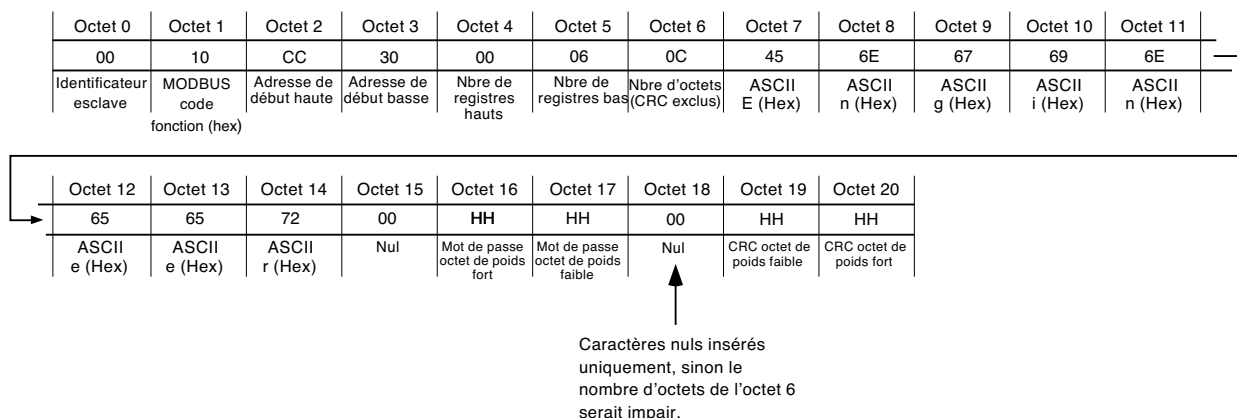 Octet 0 Octet 1 Octet 2 Octet 3 Octet 4 Octet 5 Octet 6 Octet 7 Octet 8 Octet 9 Octet 10 Octet 11
00 10 CC 30 00 06 0C 45 6E 67 69 6E
Identificateur esclave
MODBUS code fonction (hex)
Adresse de début haute
Adresse de début basse
Nbre de registres hauts
Nbre de registres bas
Nbre d'octets (CRC exclus)
ASCII E (Hex)
ASCII n (Hex)
ASCII g (Hex)
ASCII i (Hex)
ASCII n (Hex)
Octet 12 Octet 13 Octet 14 Octet 15 Octet 16 Octet 17 Octet 18 Octet 19 Octet 20
65 65 72 00 HH HH 00 HH HH
ASCII e (Hex)
ASCII e (Hex)
ASCII r (Hex)
Nul
Mot de passe octet de poids fort
Mot de passe octet de poids faible
Nul
CRC octet de poids faible
CRC octet de poids fort
Caractères nuls insérés
uniquement, sinon le
nombre d'octets de l'octet 6
serait impair.